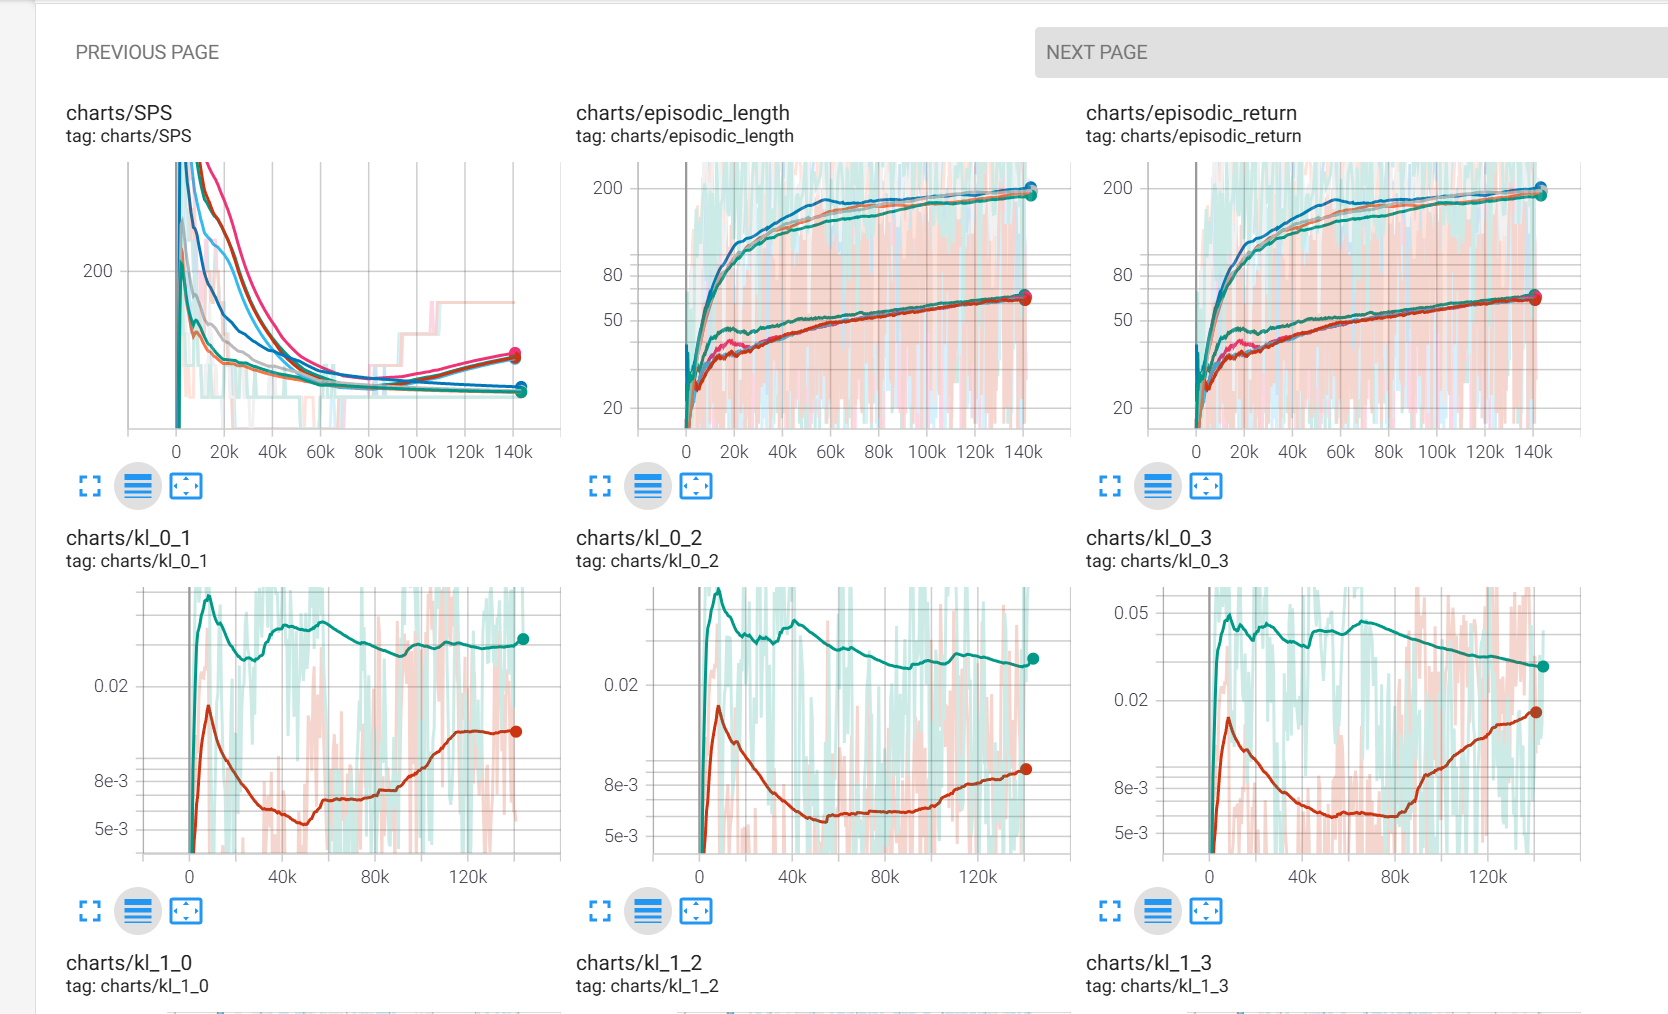 PREVIOUS PAGE
NEXT PAGE
charts/SPS
tag: charts/SPS
200
0 20k 40k 60k 80k 100k 120k 140k
charts/episodic_length
tag: charts/episodic_length
200
80
50
20
0 20k 40k 60k 80k 100k 120k 140k
charts/episodic_return
tag: charts/episodic_return
200
80
50
20
0 20k 40k 60k 80k 100k 120k 140k
charts/kl_0_1
tag: charts/kl_0_1
0.02
8e-3
5e-3
0 40k 80k 120k
charts/kl_0_2
tag: charts/kl_0_2
0.02
8e-3
5e-3
0 40k 80k 120k
charts/kl_0_3
tag: charts/kl_0_3
0.05
0.02
8e-3
5e-3
0 40k 80k 120k
charts/kl_1_0
tag: charts/kl_1_0
charts/kl_1_2
tag: charts/kl_1_2
charts/kl_1_3
tag: charts/kl_1_3